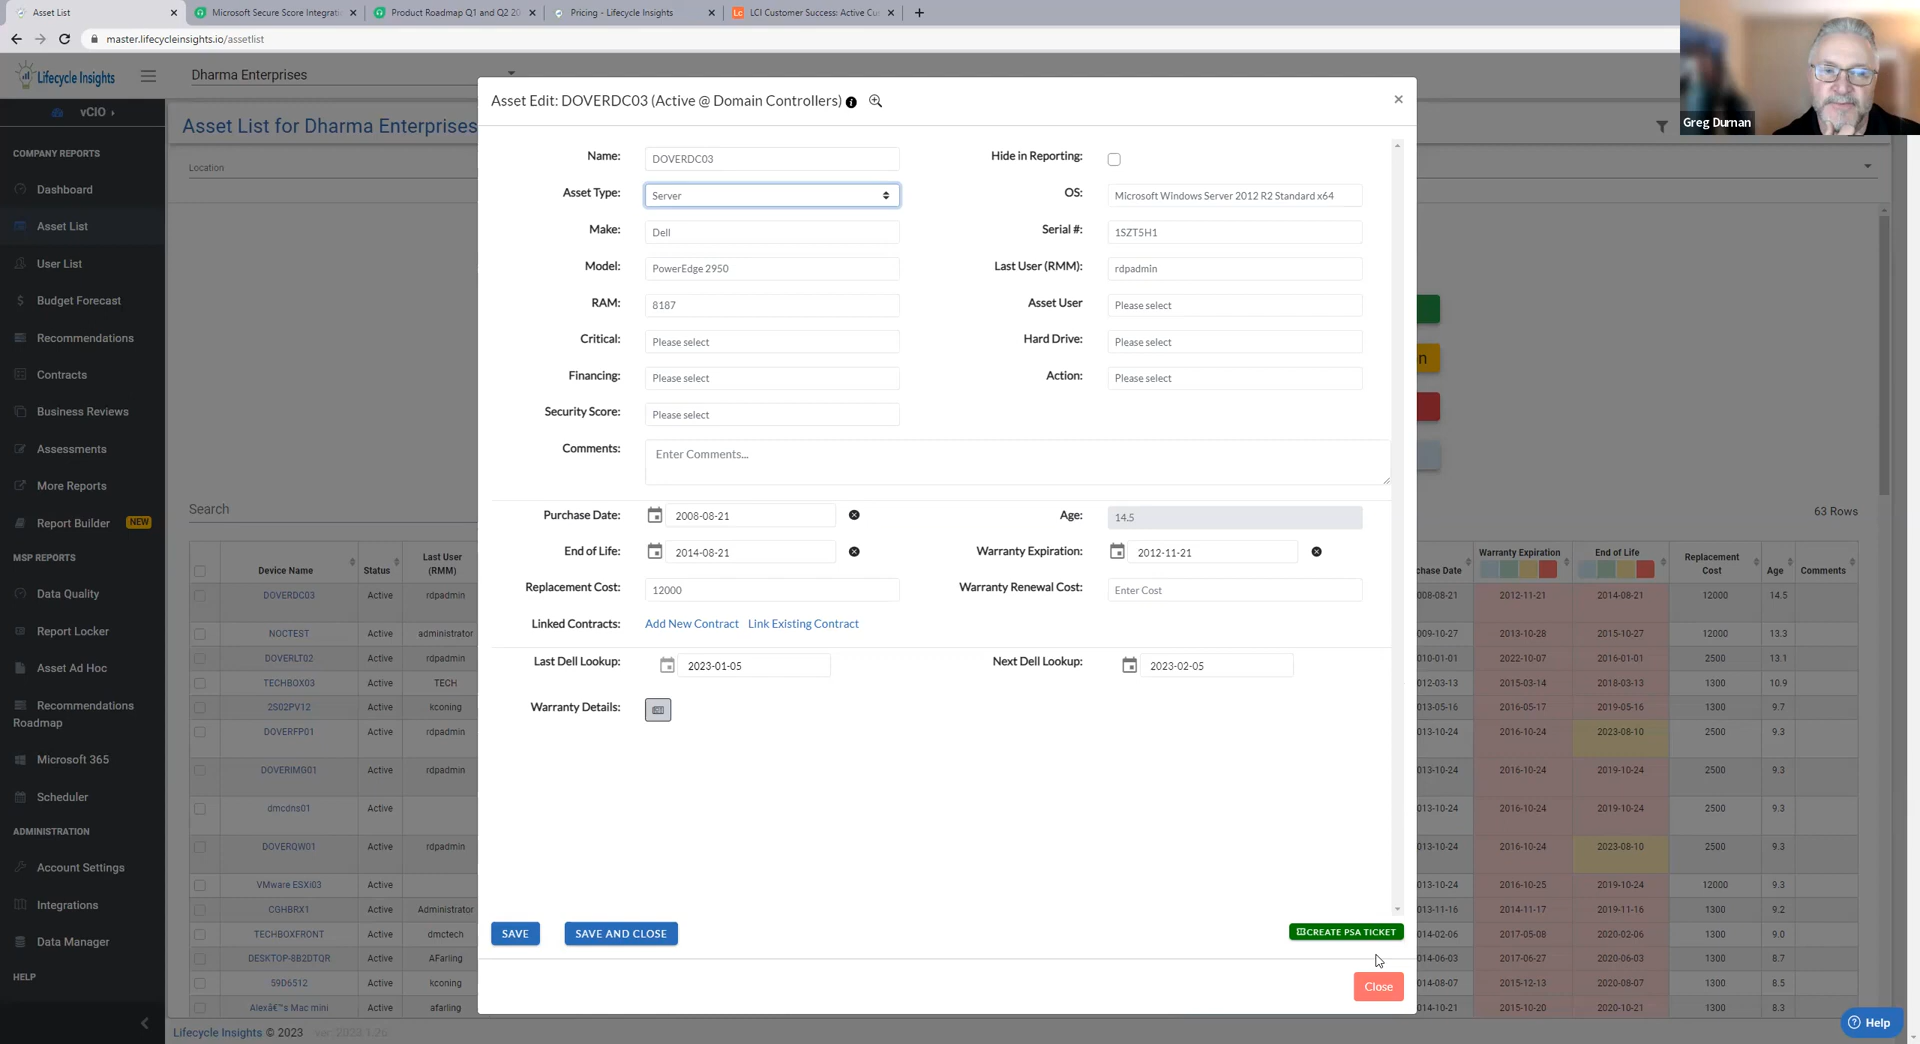 Asset List
Microsoft Secure Score Integrati
Product Roadmap Q1 and Q2 20
Pricing - Lifecycle Insights
LCI Customer Success: Active Cu
master.lifecycleinsights.io/assetlist
Lifecycle Insights
Dharma Enterprises
vCIO
Asset List for Dharma Enterprises
Location
COMPANY REPORTS
Dashboard
Asset List
User List
Budget Forecast
Recommendations
Contracts
Business Reviews
Assessments
More Reports
Report Builder NEW
MSP REPORTS
Data Quality
Report Locker
Asset Ad Hoc
Recommendations
Roadmap
Microsoft 365
Scheduler
ADMINISTRATION
Account Settings
Integrations
Data Manager
HELP
Greg Durnan
Asset Edit: DOVERDC03 (Active @ Domain Controllers)
Name: DOVERDC03 Hide in Reporting:
Asset Type: Server OS: Microsoft Windows Server 2012 R2 Standard x64
Make: Dell Serial #: 1SZT5H1
Model: PowerEdge 2950 Last User (RMM): rdpadmin
RAM: 8187 Asset User Please select
Critical: Please select Hard Drive: Please select
Financing: Please select Action: Please select
Security Score: Please select
Comments: Enter Comments...
Purchase Date: 2008-08-21 Age: 14.5
End of Life: 2014-08-21 Warranty Expiration: 2012-11-21
Replacement Cost: 12000 Warranty Renewal Cost: Enter Cost
Linked Contracts: Add New Contract Link Existing Contract
Last Dell Lookup: 2023-01-05 Next Dell Lookup: 2023-02-05
Warranty Details:
SAVE SAVE AND CLOSE CREATE PSA TICKET
Close
n
Search 63 Rows
Device Name Status Last User (RMM) chase Date Warranty Expiration End of Life Replacement Cost Age Comments
DOVERDC03 Active rdpadmin 008-08-21 2012-11-21 2014-08-21 12000 14.5
NOCTEST Active administrator 009-10-27 2013-10-28 2015-10-27 12000 13.3
DOVERLT02 Active rdpadmin 010-01-01 2022-10-07 2016-01-01 2500 13.1
TECHBOX03 Active TECH 012-03-13 2015-03-14 2018-03-13 1300 10.9
2S02PV12 Active kconing 013-05-16 2016-05-17 2019-05-16 1300 9.7
DOVERFP01 Active rdpadmin 013-10-24 2016-10-24 2023-08-10 2500 9.3
DOVERIMG01 Active rdpadmin 013-10-24 2016-10-24 2019-10-24 2500 9.3
dmcdns01 Active 013-10-24 2016-10-24 2019-10-24 2500 9.3
DOVERQW01 Active rdpadmin 013-10-24 2016-10-24 2023-08-10 2500 9.3
VMware ESXi03 Active 013-10-24 2016-10-25 2019-10-24 12000 9.3
CGHBRX1 Active Administrator 013-11-16 2014-11-17 2019-11-16 1300 9.2
TECHBOXFRONT Active dmctech 014-02-06 2017-05-08 2020-02-06 1300 9.0
DESKTOP-8B2DTQR Active AFarling 014-06-03 2017-06-27 2020-06-03 1300 8.7
59D6512 Active kconing 014-08-07 2015-12-13 2020-08-07 1300 8.5
Alexâ€™s Mac mini Active afarling 014-10-21 2015-10-20 2020-10-21 1300 8.3
Lifecycle Insights © 2023
Help